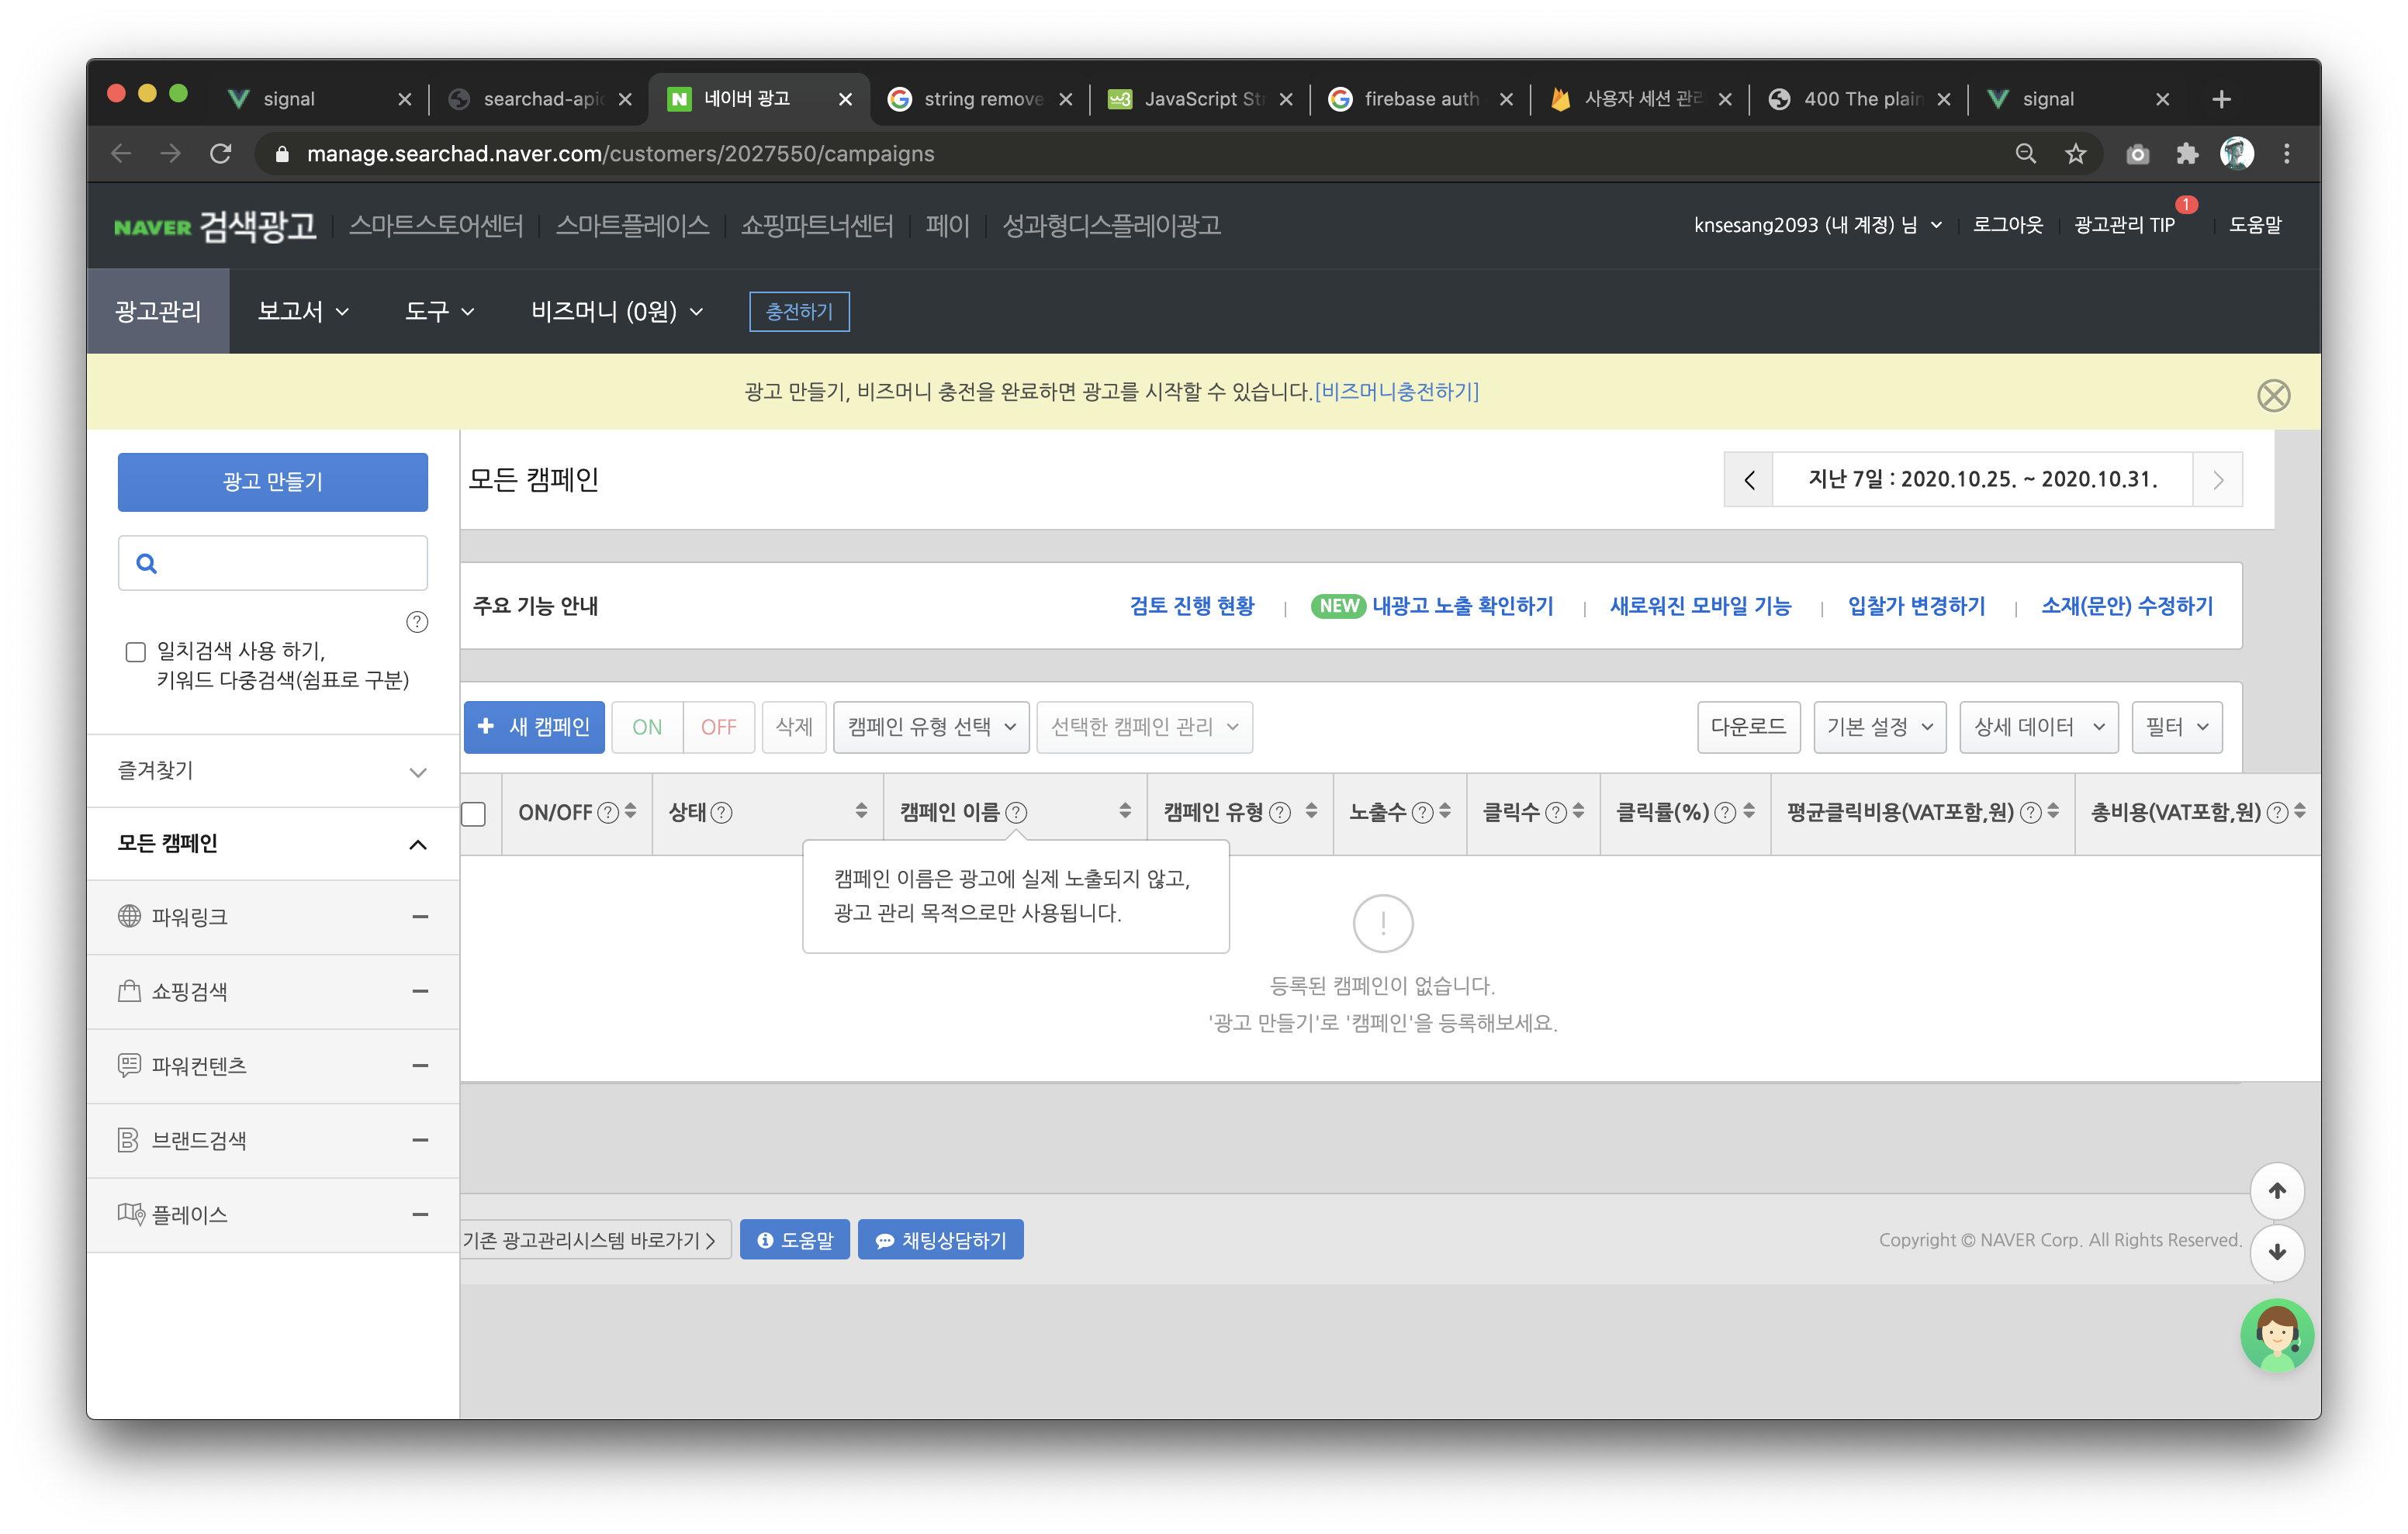 signal
searchad-apic
네이버 광고
string remove
JavaScript Str
firebase auth
사용자 세션 관리
400 The plain
signal
manage.searchad.naver.com/customers/2027550/campaigns
NAVER 검색광고
스마트스토어센터
스마트플레이스
쇼핑파트너센터
페이
성과형디스플레이광고
knsesang2093 (내 계정) 님
로그아웃
광고관리 TIP
1
도움말
광고관리
보고서
도구
비즈머니 (0원)
충전하기
광고 만들기, 비즈머니 충전을 완료하면 광고를 시작할 수 있습니다.[비즈머니충전하기]
광고 만들기
일치검색 사용 하기,
키워드 다중검색(쉼표로 구분)
즐겨찾기
모든 캠페인
파워링크
쇼핑검색
파워컨텐츠
브랜드검색
플레이스
모든 캠페인
지난 7일 : 2020.10.25. ~ 2020.10.31.
주요 기능 안내
검토 진행 현황
NEW 내광고 노출 확인하기
새로워진 모바일 기능
입찰가 변경하기
소재(문안) 수정하기
+ 새 캠페인
ON
OFF
삭제
캠페인 유형 선택
선택한 캠페인 관리
다운로드
기본 설정
상세 데이터
필터
ON/OFF
상태
캠페인 이름
캠페인 유형
노출수
클릭수
클릭률(%)
평균클릭비용(VAT포함,원)
총비용(VAT포함,원)
캠페인 이름은 광고에 실제 노출되지 않고,
광고 관리 목적으로만 사용됩니다.
등록된 캠페인이 없습니다.
'광고 만들기'로 '캠페인'을 등록해보세요.
기존 광고관리시스템 바로가기 >
도움말
채팅상담하기
Copyright © NAVER Corp. All Rights Reserved.